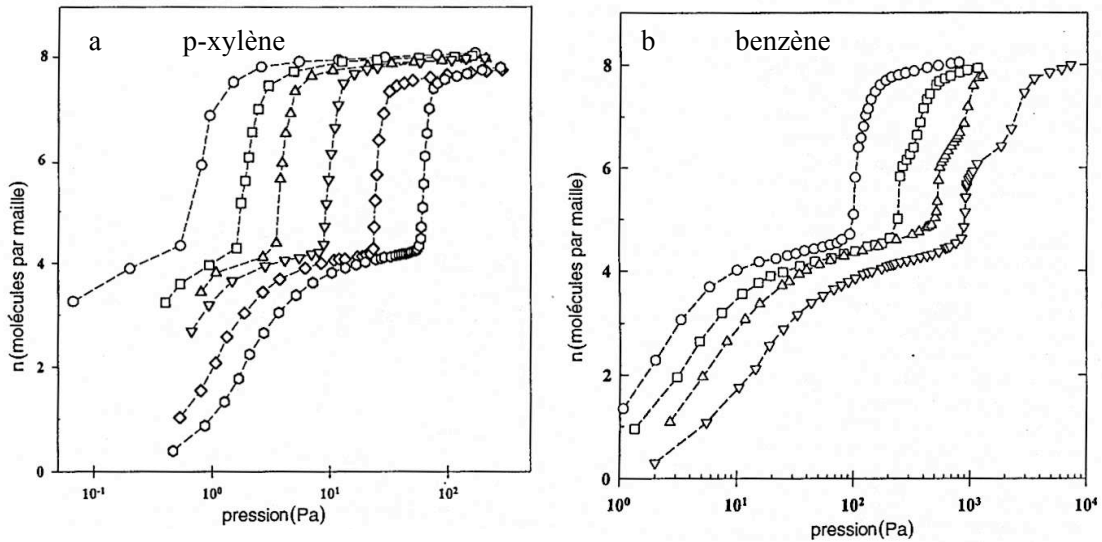 a p-xylène
n(molécules par maille)
8
6
4
2
0
10⁻¹ 10⁰ 10¹ 10²
pression(Pa)
b benzène
n(molécules par maille)
8
6
4
2
0
10⁰ 10¹ 10² 10³ 10⁴
pression(Pa)